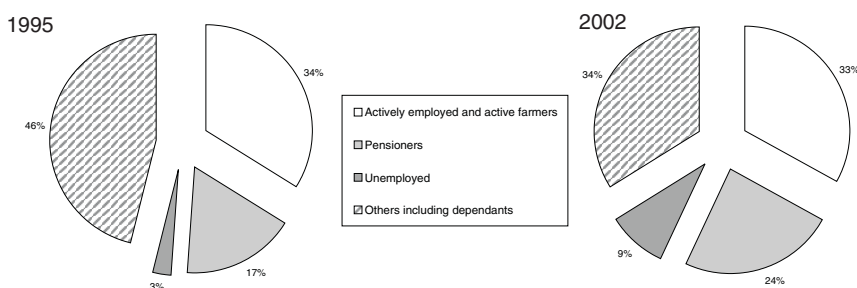 1995
34%
46%
17%
3%
Actively employed and active farmers
Pensioners
Unemployed
Others including dependants
2002
34%
33%
9%
24%